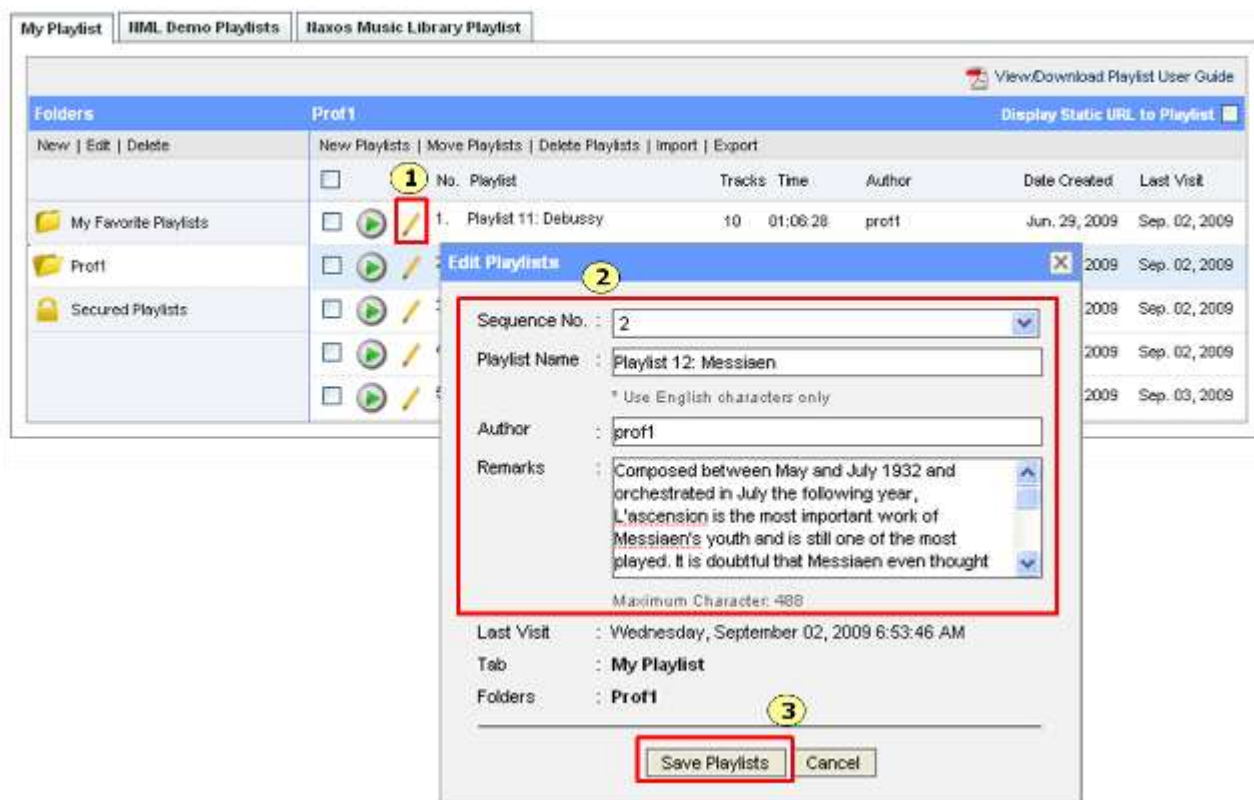 My Playlist NML Demo Playlists Naxos Music Library Playlist
View/Download Playlist User Guide
Folders Prof1 Display Static URL to Playlist
New | Edit | Delete New Playlists | Move Playlists | Delete Playlists | Import | Export
1 No. Playlist Tracks Time Author Date Created Last Visit
My Favorite Playlists 1. Playlist 11: Debussy 10 01:06:28 prof1 Jun. 29, 2009 Sep. 02, 2009
Prof1 Edit Playlists 2009 Sep. 02, 2009
2
Secured Playlists 2009 Sep. 02, 2009
Sequence No. : 2
2009 Sep. 02, 2009
Playlist Name : Playlist 12: Messiaen
* Use English characters only
2009 Sep. 03, 2009
Author : prof1
Remarks : Composed between May and July 1932 and
orchestrated in July the following year,
L'ascension is the most important work of
Messiaen's youth and is still one of the most
played. It is doubtful that Messiaen even thought
Maximum Character: 488
Last Visit : Wednesday, September 02, 2009 6:53:46 AM
Tab : My Playlist
Folders : Prof1
3
Save Playlists Cancel